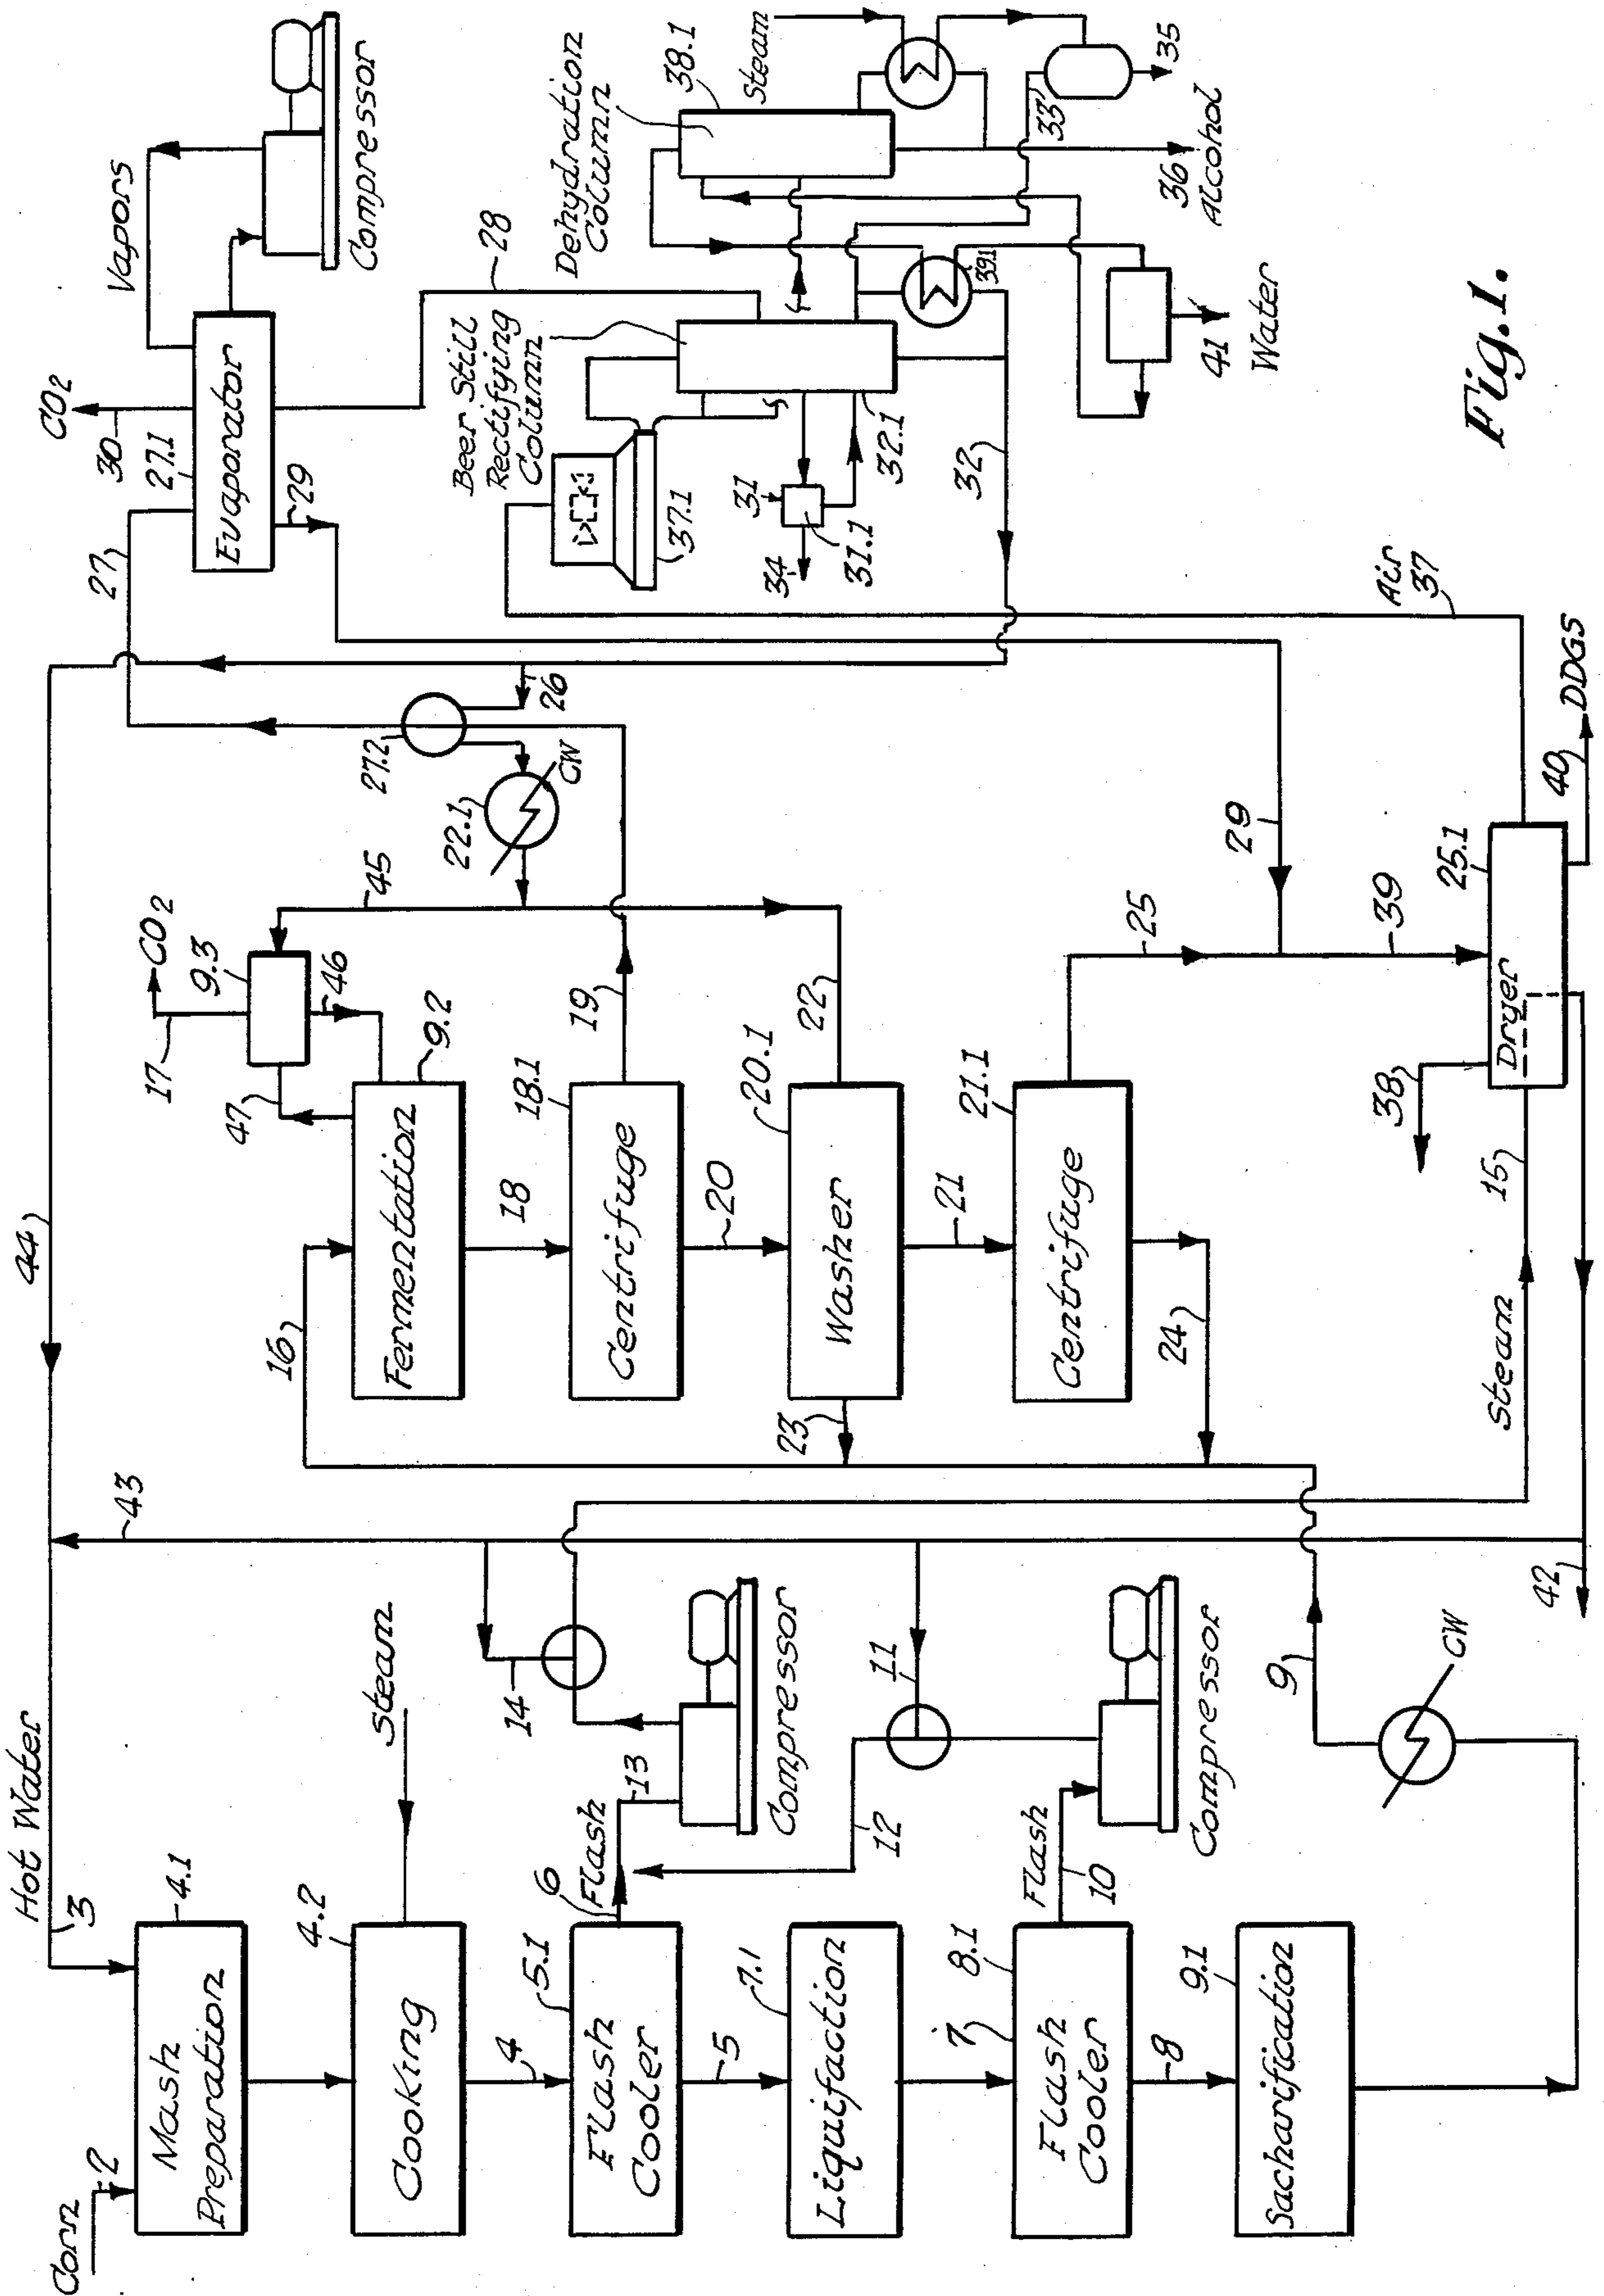 Corn
2
Hot Water
3
Mash
Preparation
4.1
Steam
Cooking
4.2
4
Flash
Cooler
5.1
6
Flash
13
Compressor
14
5
Liquifaction
7.1
12
11
7
Flash
Cooler
8.1
Flash
10
Compressor
8
Sacharification
9.1
9
CW
43
44
42
16
Fermentation
9.2
47
46
17
CO2
9.3
45
18
Centrifuge
18.1
19
20
Washer
20.1
22
23
21
Centrifuge
21.1
24
25
29
39
Steam
15
38
Dryer
25.1
40
DDGS
Air
37
22.1
CW
27.2
26
27
CO2
30
27.1
Evaporator
29
Vapors
Compressor
28
Beer Still
Rectifying
Column
37.1
31
34
31.1
32.1
32
Dehydration
Column
38.1
Steam
39.1
33
35
36
Alcohol
41
Water
Fig.1.